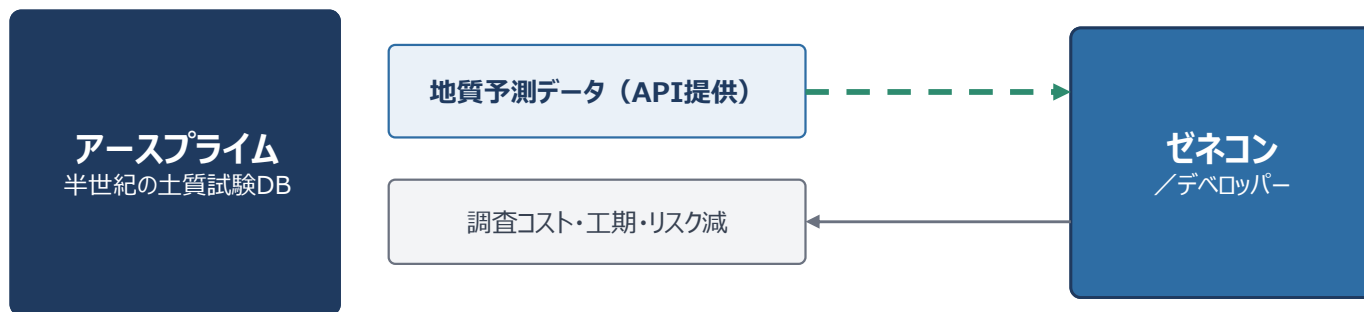 アースプライム
半世紀の土質試験DB
地質予測データ（API提供）
調査コスト・工期・リスク減
ゼネコン
／デベロッパー